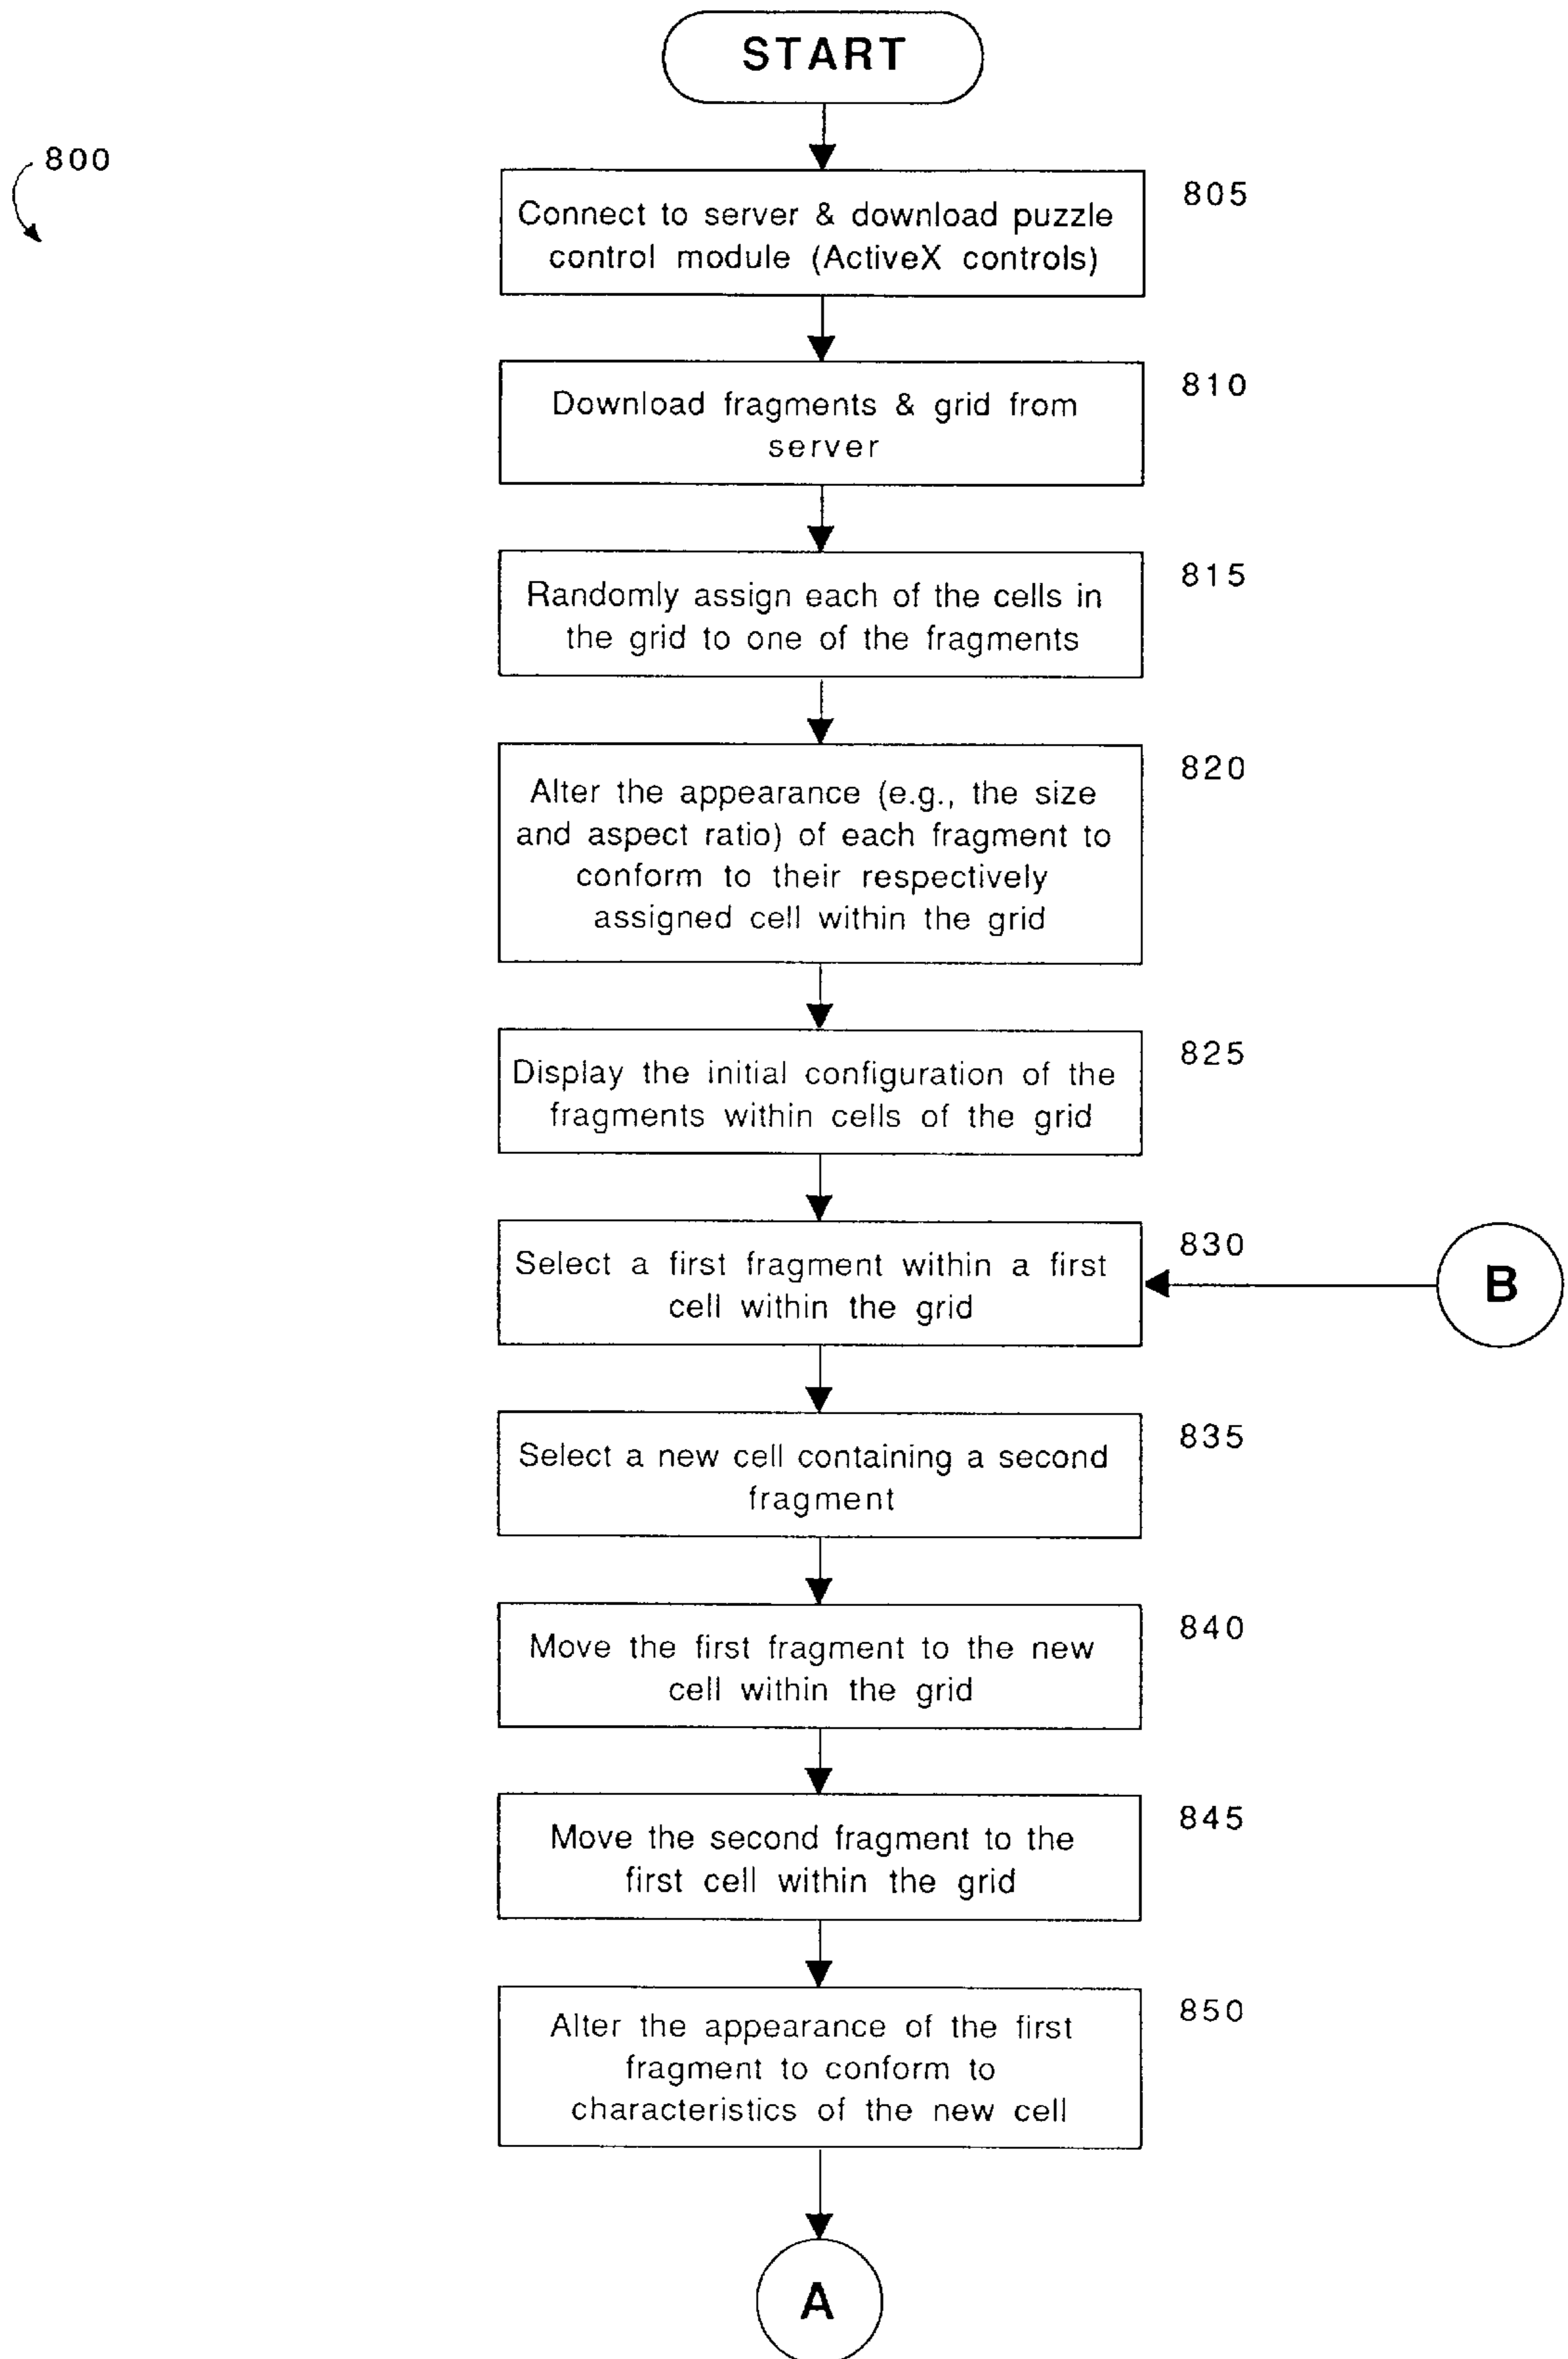 START
800
805
Connect to server & download puzzle
control module (ActiveX controls)
810
Download fragments & grid from
server
815
Randomly assign each of the cells in
the grid to one of the fragments
820
Alter the appearance (e.g., the size
and aspect ratio) of each fragment to
conform to their respectively
assigned cell within the grid
825
Display the initial configuration of the
fragments within cells of the grid
830
Select a first fragment within a first
cell within the grid
B
835
Select a new cell containing a second
fragment
840
Move the first fragment to the new
cell within the grid
845
Move the second fragment to the
first cell within the grid
850
Alter the appearance of the first
fragment to conform to
characteristics of the new cell
A